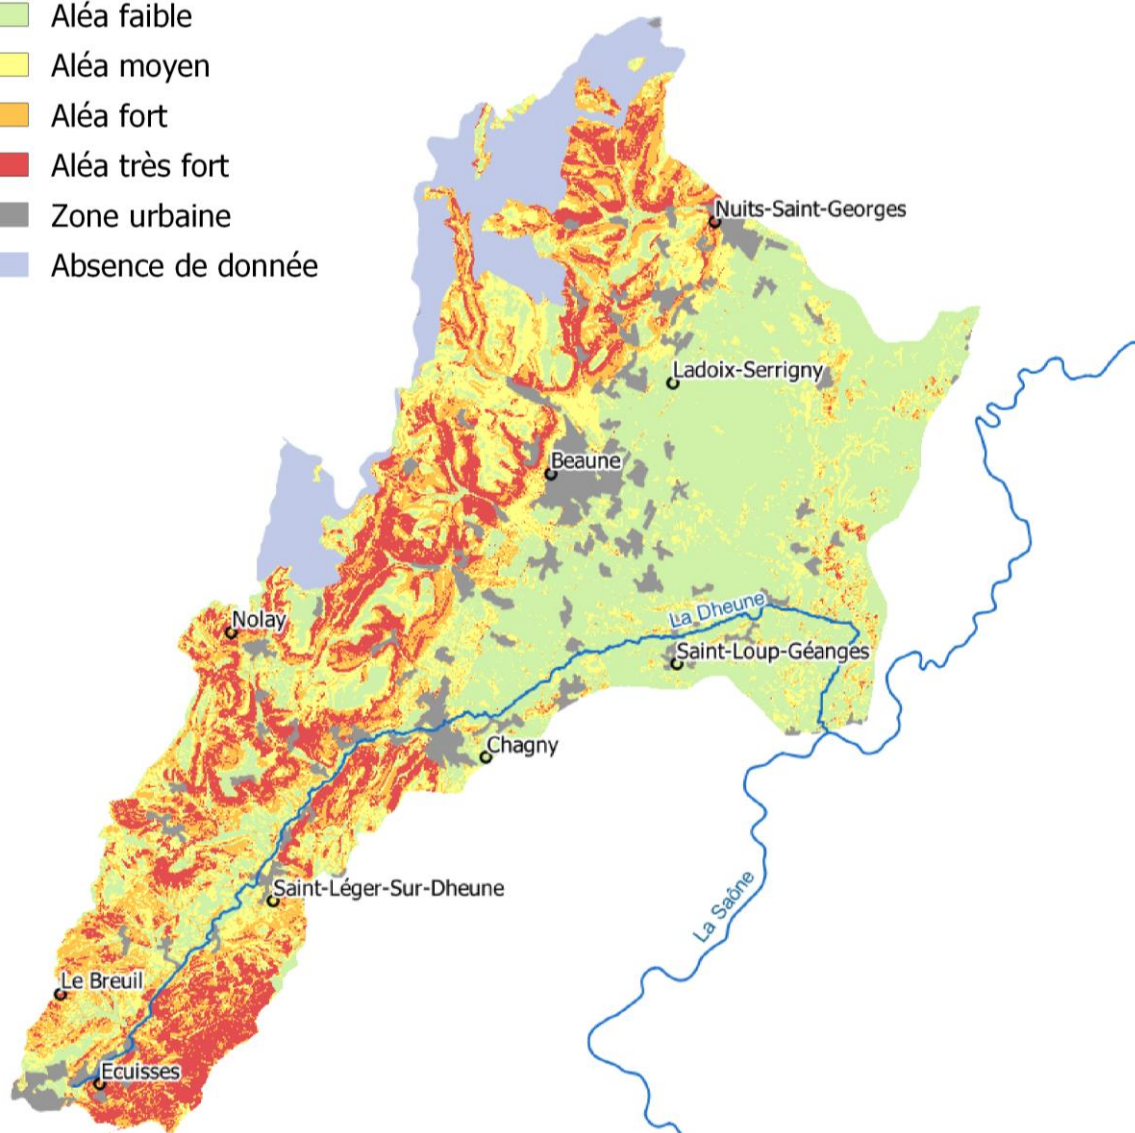 Aléa faible
Aléa moyen
Aléa fort
Aléa très fort
Zone urbaine
Absence de donnée
Nuits-Saint-Georges
Ladoix-Serrigny
Beaune
La Dheune
Nolay
Saint-Loup-Géanges
Chagny
Saint-Léger-Sur-Dheune
La Saône
Le Breuil
Ecuisses